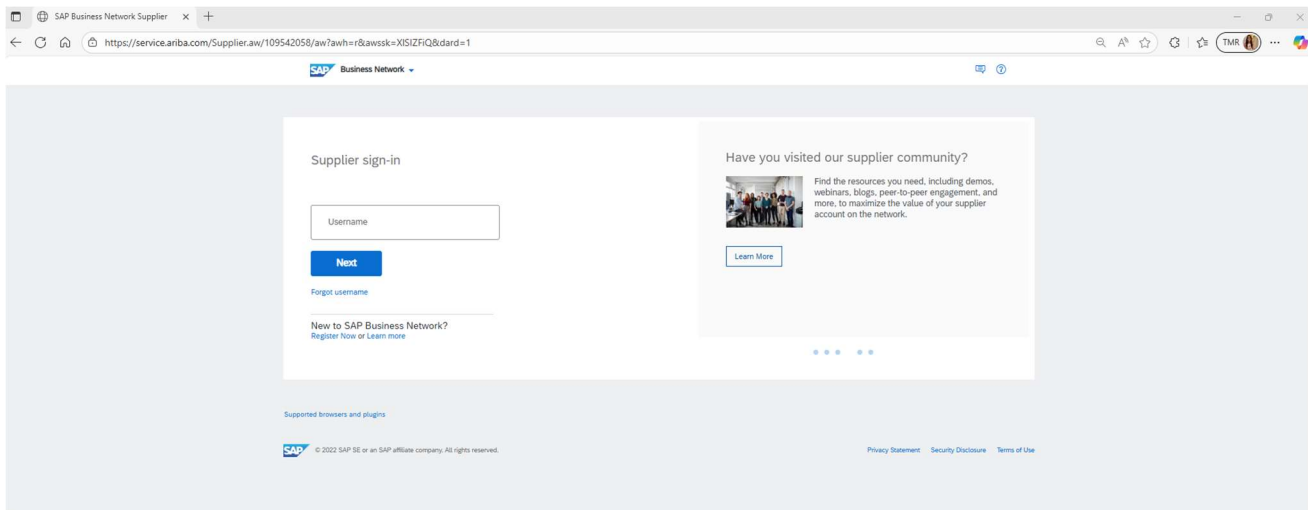 SAP Business Network Supplier
https://service.ariba.com/Supplier.aw/109542058/aw?awh=r&awssk=XISIZFiQ&dard=1
TMR
SAP Business Network
Supplier sign-in
Username
Next
Forgot username
New to SAP Business Network?
Register Now or Learn more
Have you visited our supplier community?
Find the resources you need, including demos,
webinars, blogs, peer-to-peer engagement, and
more, to maximize the value of your supplier
account on the network.
Learn More
Supported browsers and plugins
SAP © 2022 SAP SE or an SAP affiliate company. All rights reserved.
Privacy Statement Security Disclosure Terms of Use